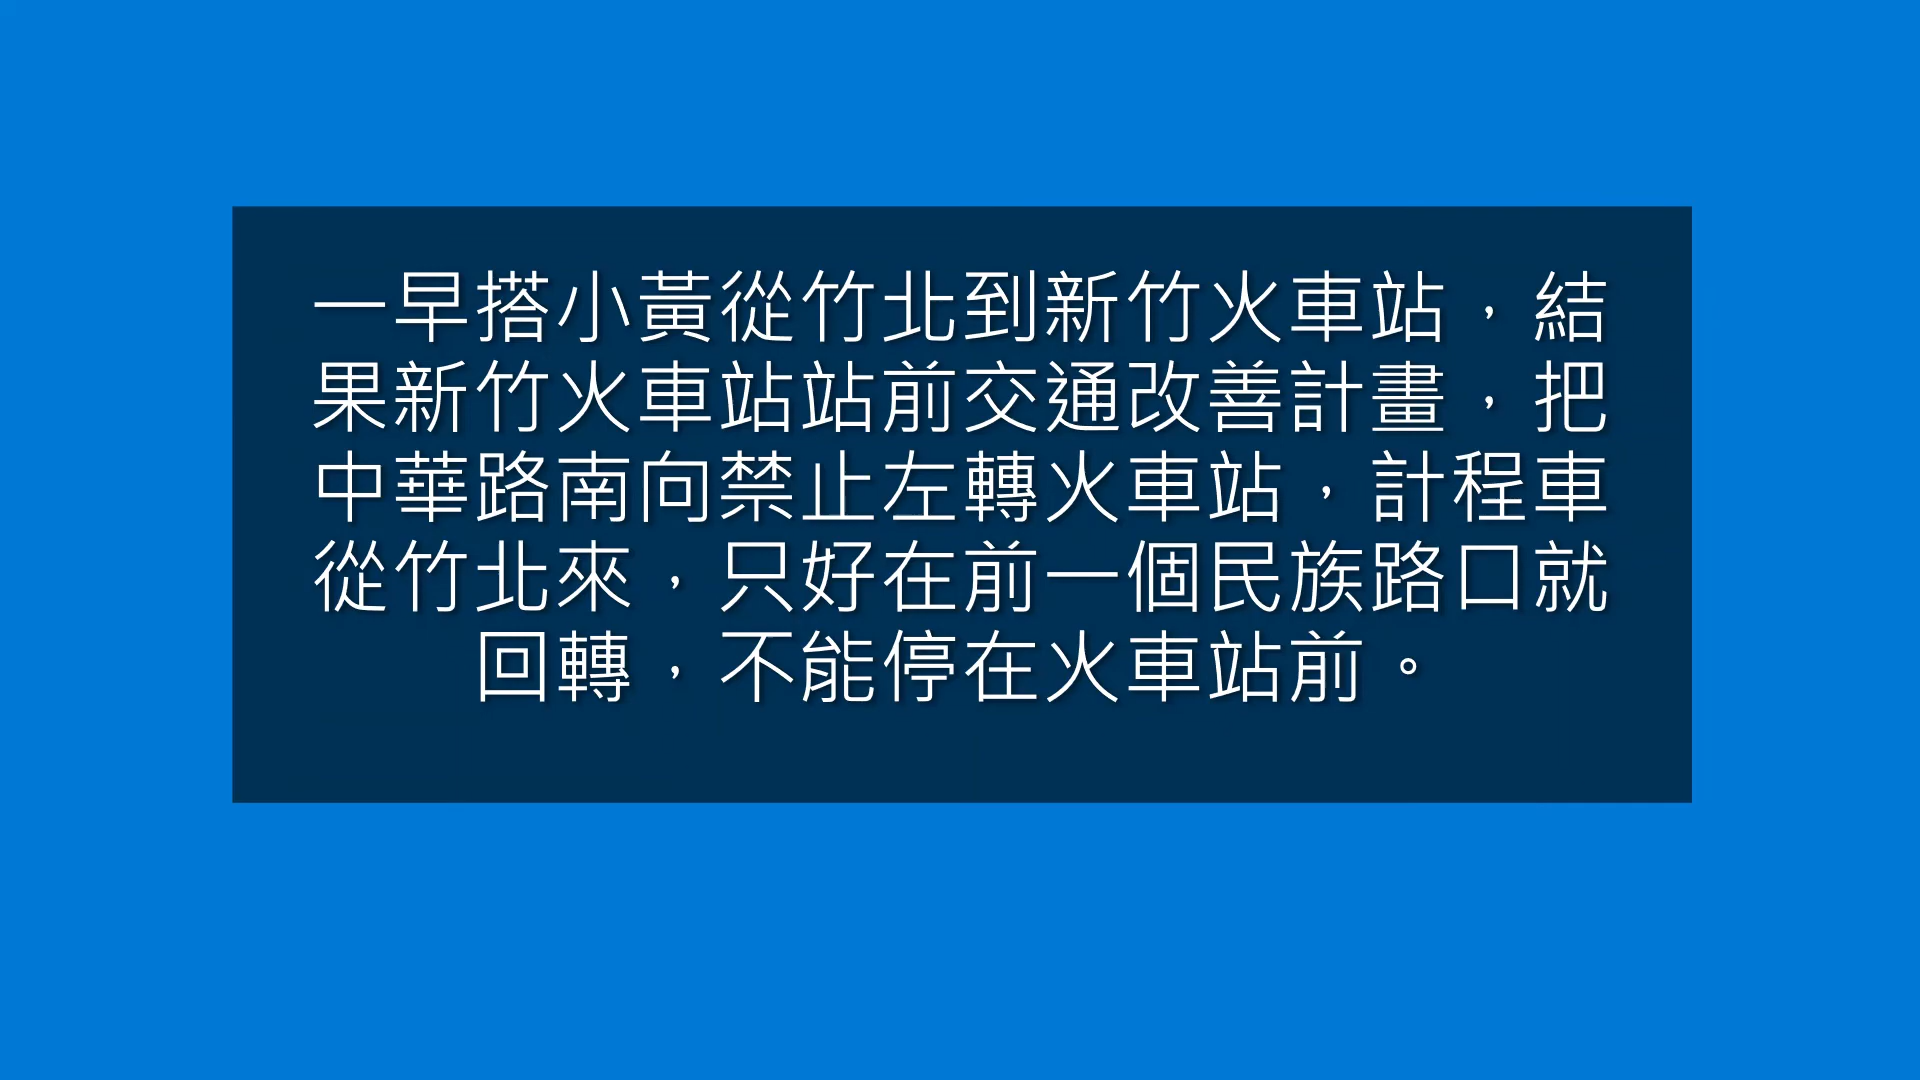 一早搭小黃從竹北到新竹火車站，結
果新竹火車站站前交通改善計畫，把
中華路南向禁止左轉火車站，計程車
從竹北來，只好在前一個民族路口就
回轉，不能停在火車站前。